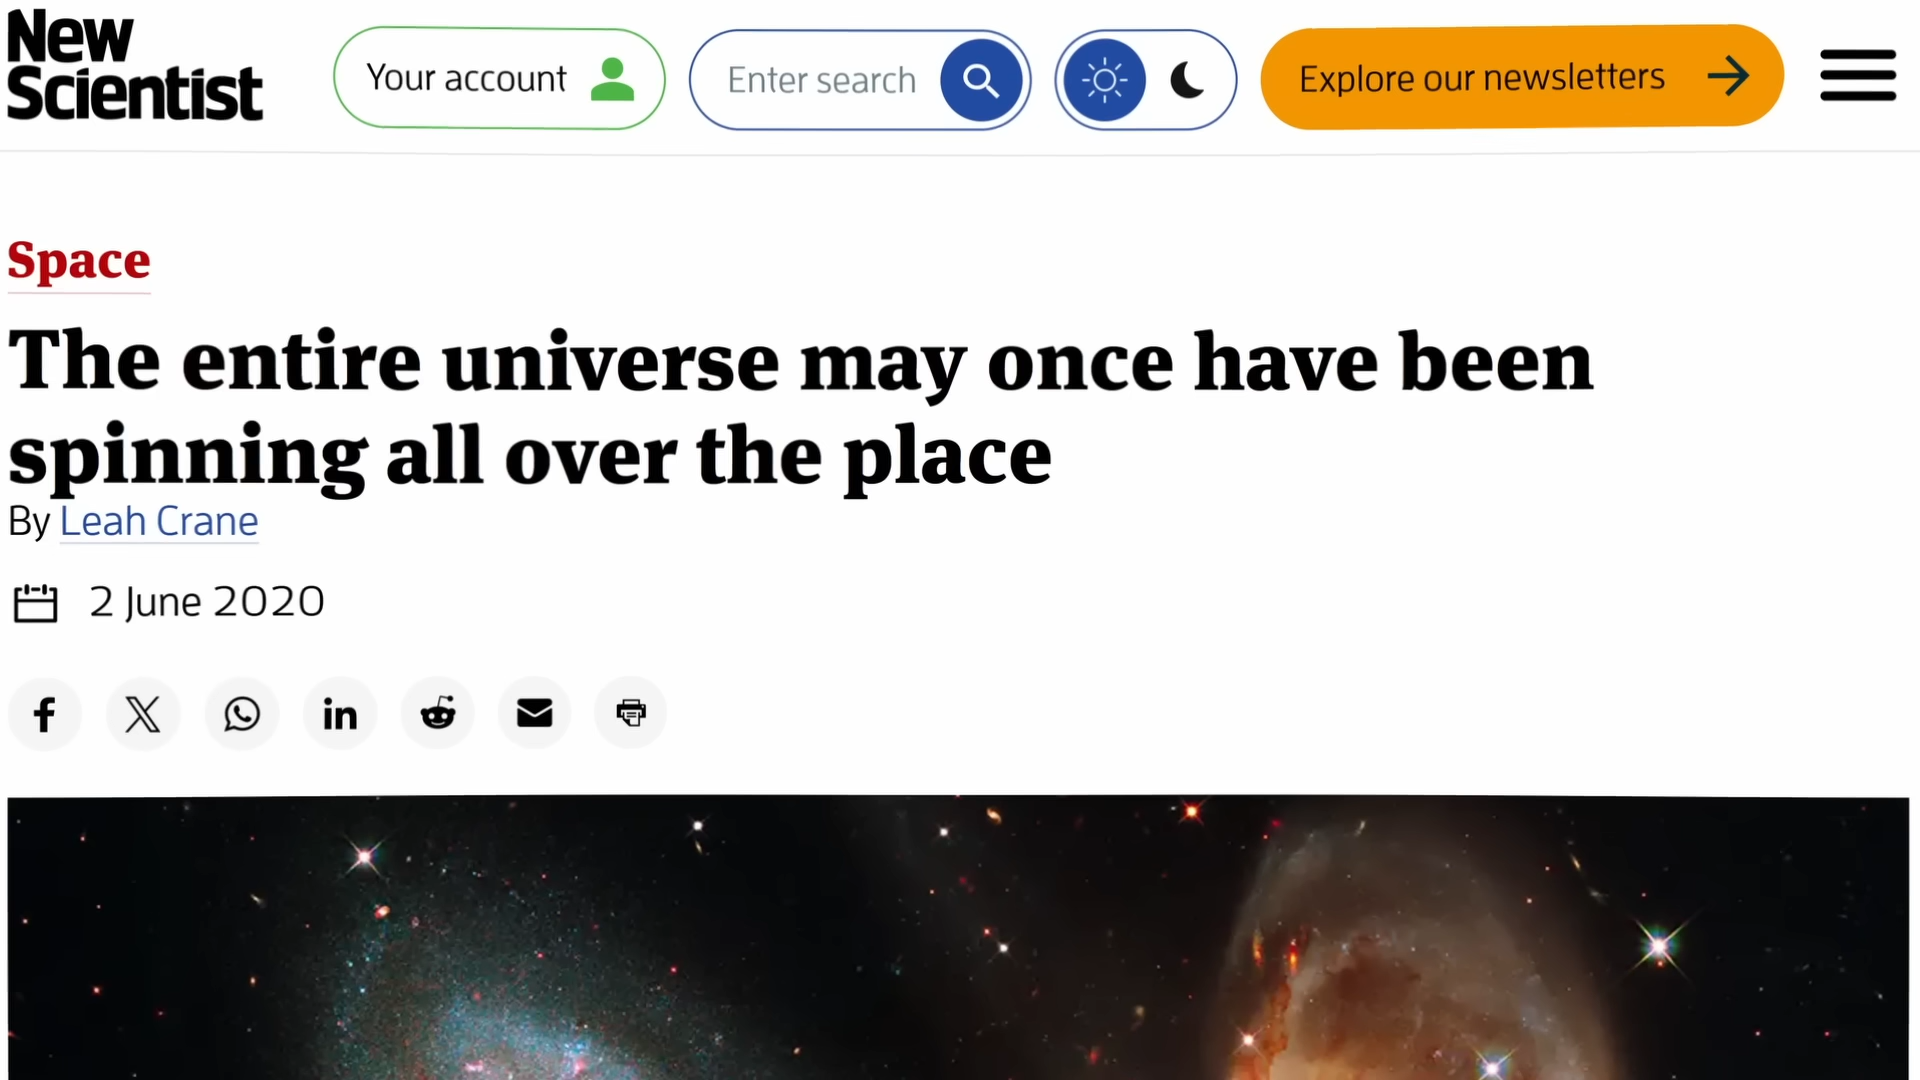 New
Scientist
Your account
Enter search
Explore our newsletters
Space
The entire universe may once have been
spinning all over the place
By Leah Crane
2 June 2020